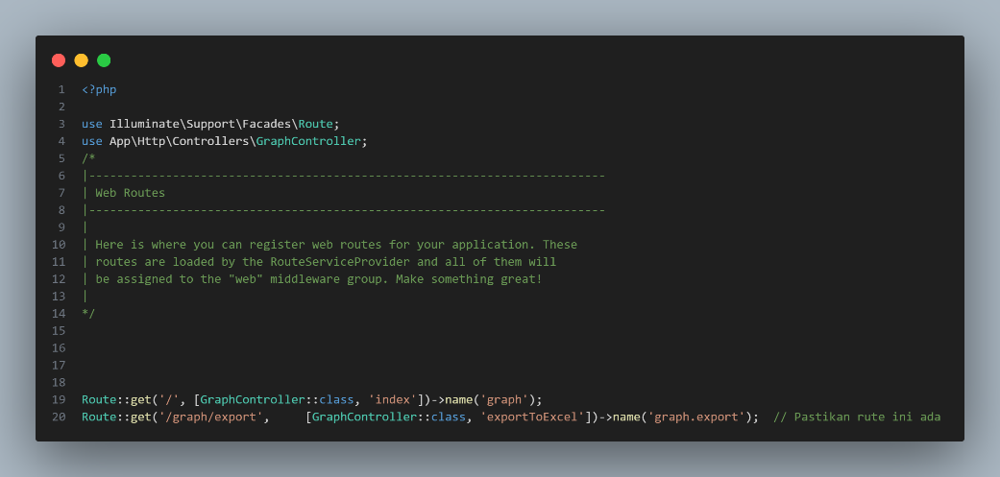 1 <?php
2
3 use Illuminate\Support\Facades\Route;
4 use App\Http\Controllers\GraphController;
5 /*
6 |--------------------------------------------------------------------------
7 | Web Routes
8 |--------------------------------------------------------------------------
9 |
10 | Here is where you can register web routes for your application. These
11 | routes are loaded by the RouteServiceProvider and all of them will
12 | be assigned to the "web" middleware group. Make something great!
13 |
14 */
15
16
17
18
19 Route::get('/', [GraphController::class, 'index'])->name('graph');
20 Route::get('/graph/export',     [GraphController::class, 'exportToExcel'])->name('graph.export');  // Pastikan rute ini ada